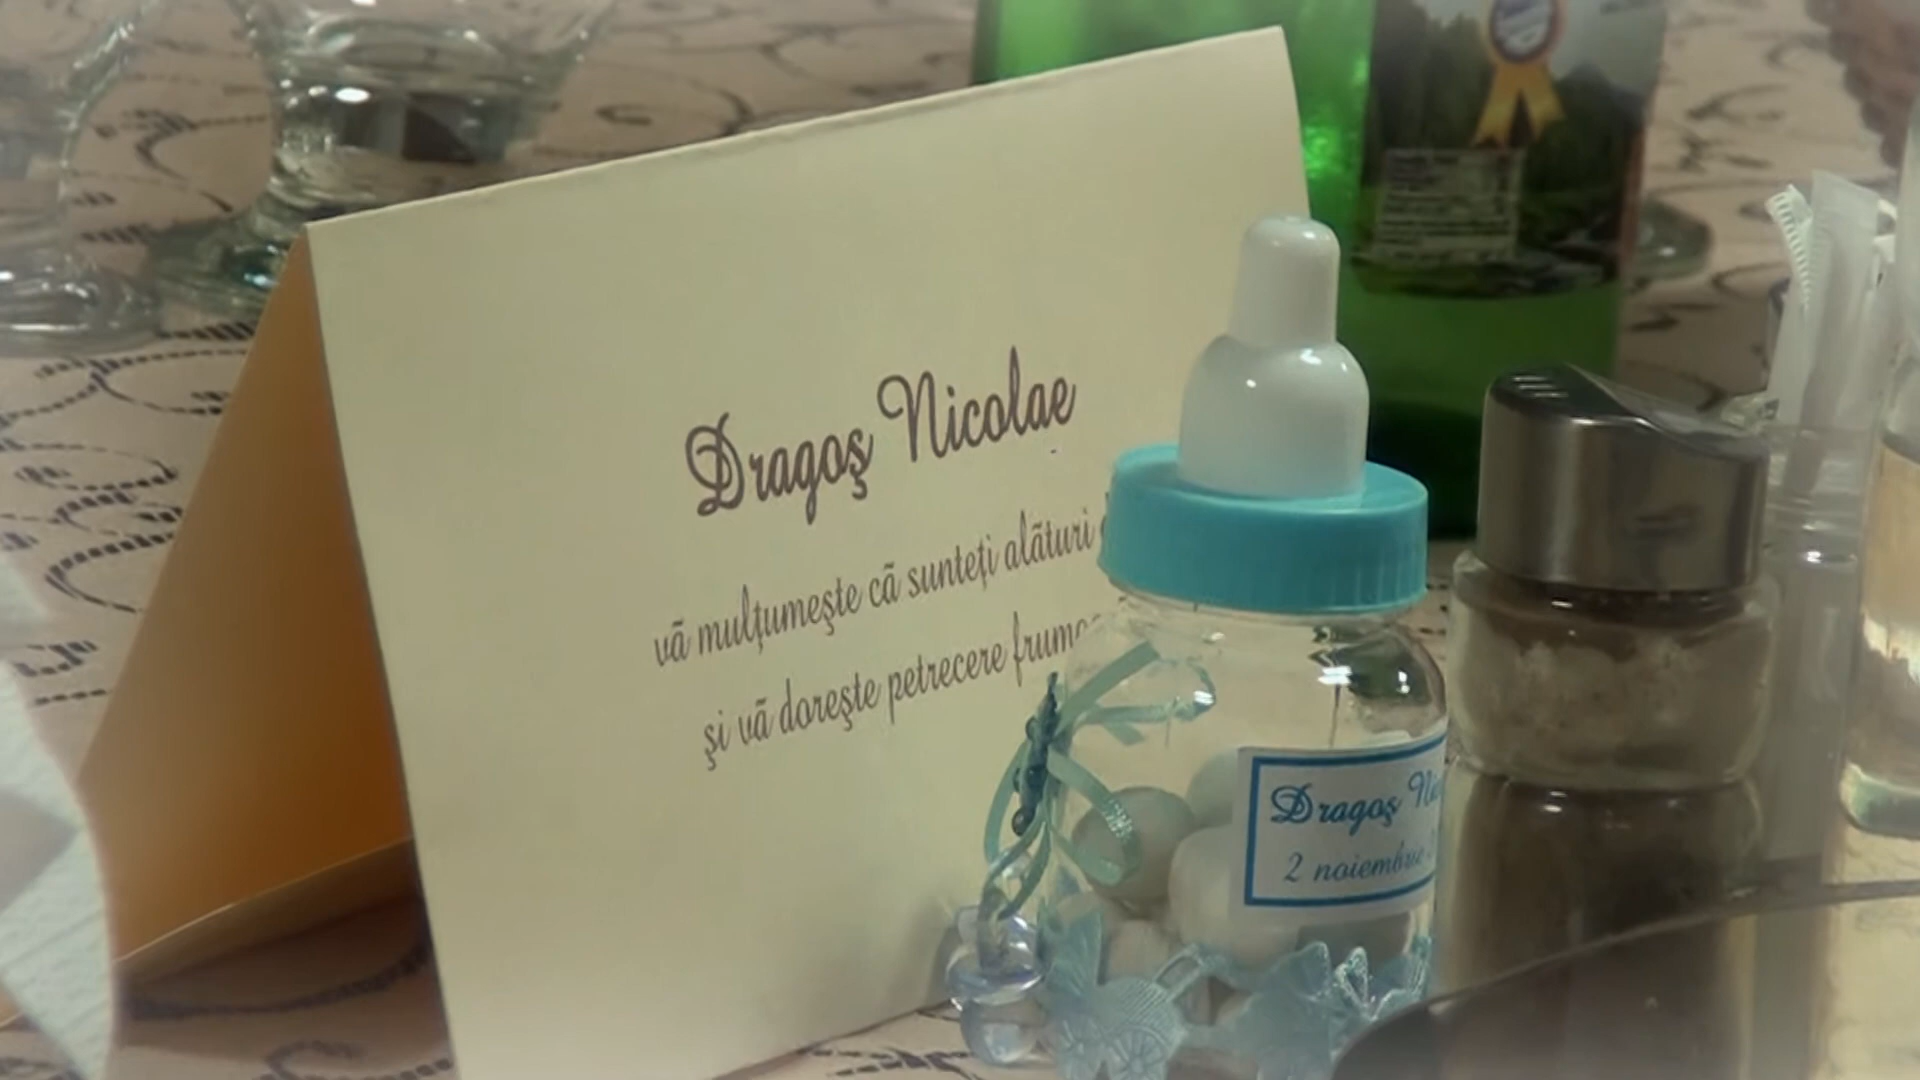 Dragoş Nicolae
vă mulţumeşte că sunteţi alături
şi vă doreşte petrecere
Dragoş
2 noiembrie